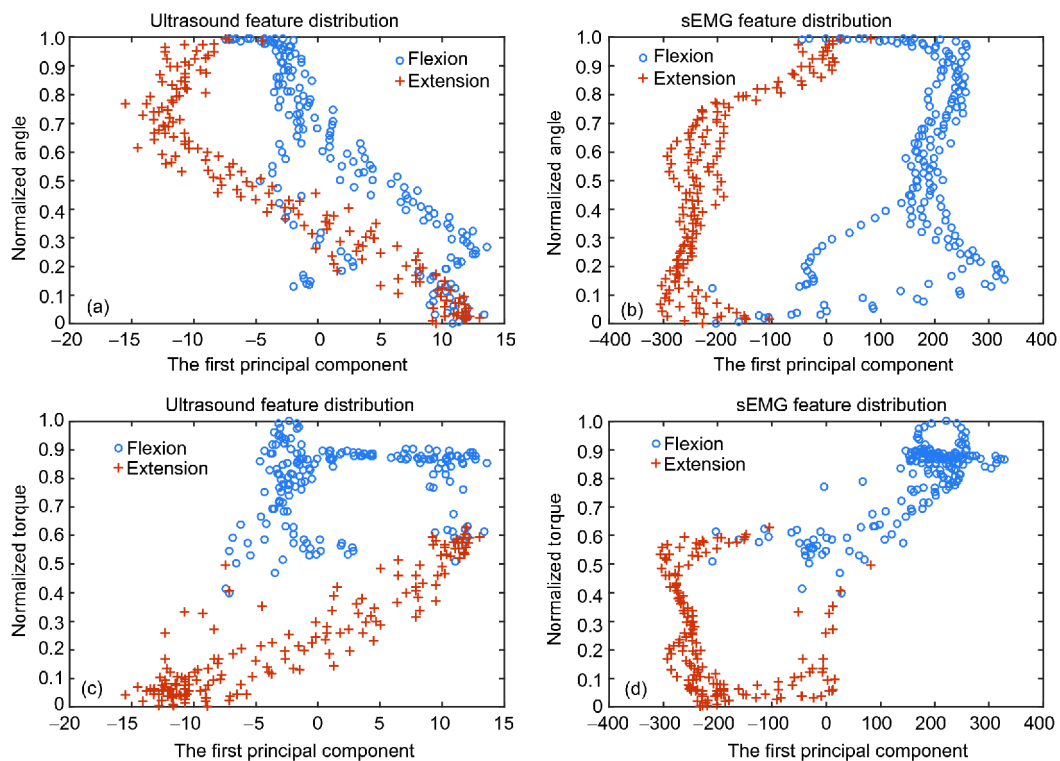 Ultrasound feature distribution
1.0
0.9
0.8
0.7
0.6
0.5
0.4
0.3
0.2
0.1
0
Normalized angle
Flexion
Extension
(a)
−20 −15 −10 −5 0 5 10 15
The first principal component
sEMG feature distribution
1.0
0.9
0.8
0.7
0.6
0.5
0.4
0.3
0.2
0.1
0
Normalized angle
Flexion
Extension
(b)
−400 −300 −200 −100 0 100 200 300 400
The first principal component
Ultrasound feature distribution
1.0
0.9
0.8
0.7
0.6
0.5
0.4
0.3
0.2
0.1
0
Normalized torque
Flexion
Extension
(c)
−20 −15 −10 −5 0 5 10 15
The first principal component
sEMG feature distribution
1.0
0.9
0.8
0.7
0.6
0.5
0.4
0.3
0.2
0.1
0
Normalized torque
Flexion
Extension
(d)
−400 −300 −200 −100 0 100 200 300 400
The first principal component